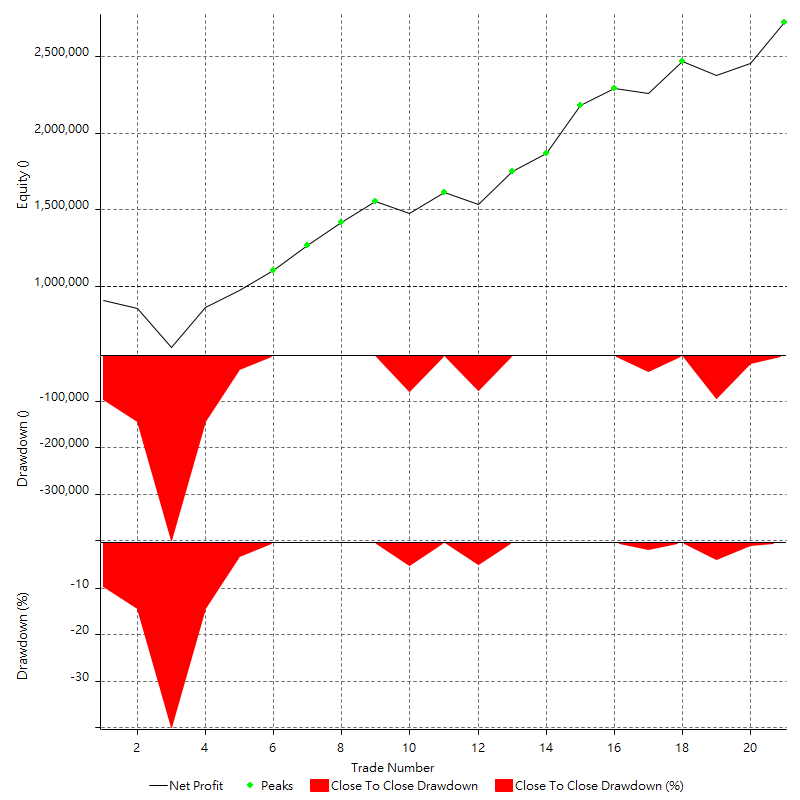 2,500,000
2,000,000
1,500,000
1,000,000
Equity ()
-100,000
-200,000
-300,000
Drawdown ()
-10
-20
-30
Drawdown (%)
2 4 6 8 10 12 14 16 18 20
Trade Number
Net Profit Peaks Close To Close Drawdown Close To Close Drawdown (%)